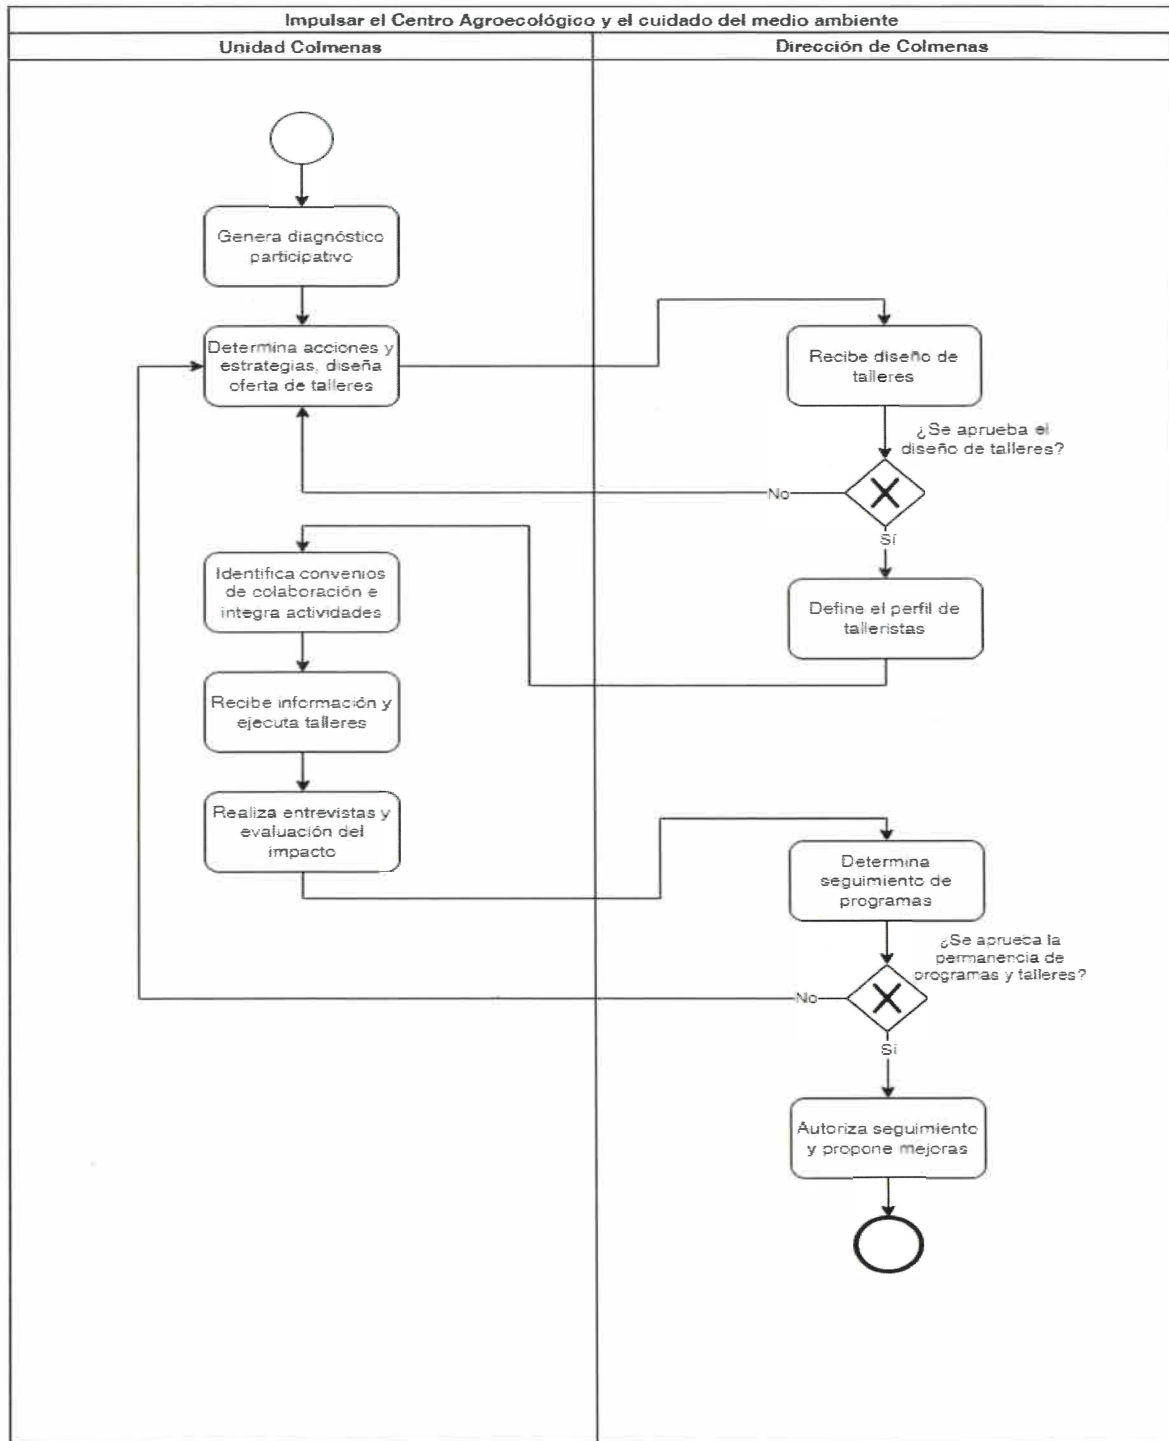 Impulsar el Centro Agroecológico y el cuidado del medio ambiente
Unidad Colmenas
Dirección de Colmenas
Genera diagnóstico
participativo
Determina acciones y
estrategias, diseña
oferta de talleres
Recibe diseño de
talleres
¿Se aprueba el
diseño de talleres?
No
Sí
Identifica convenios
de colaboración e
integra actividades
Define el perfil de
talleristas
Recibe información y
ejecuta talleres
Realiza entrevistas y
evaluación del
impacto
Determina
seguimiento de
programas
¿Se aprueba la
permanencia de
programas y talleres?
No
Sí
Autoriza seguimiento
y propone mejoras